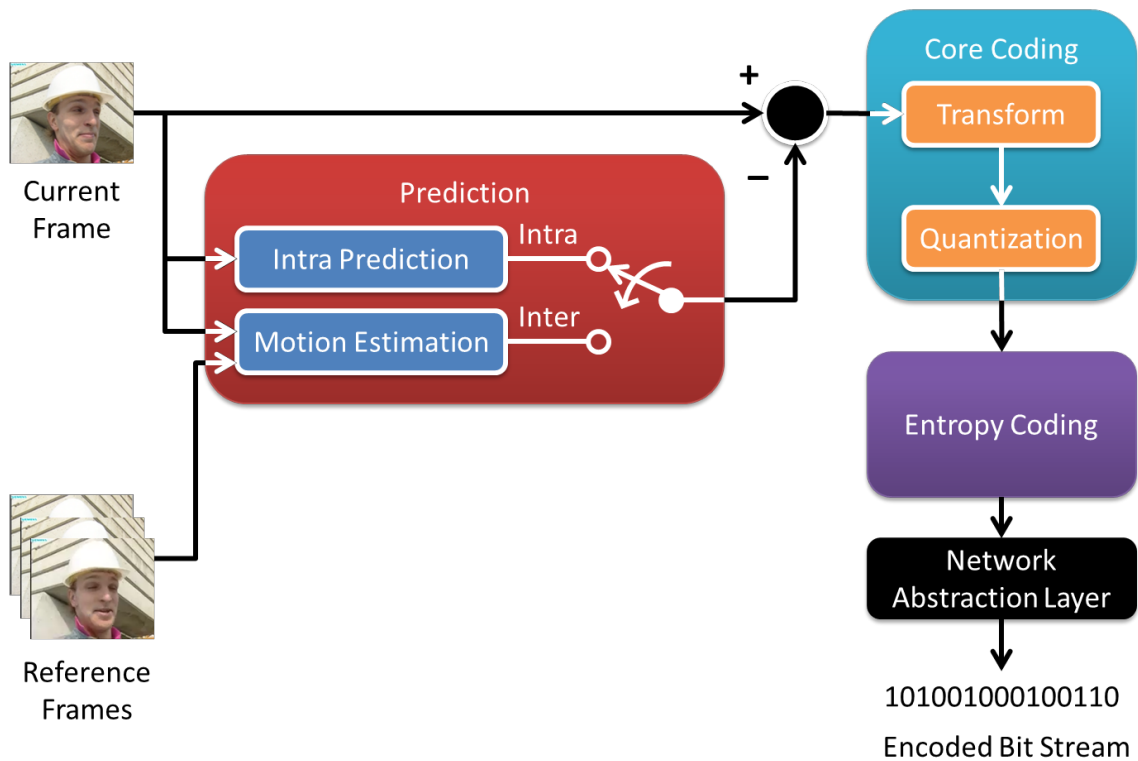 Core Coding
+
Transform
Current
Frame
−
Prediction
Intra
Intra Prediction
Quantization
Inter
Motion Estimation
Entropy Coding
Network
Abstraction Layer
Reference
Frames
101001000100110
Encoded Bit Stream